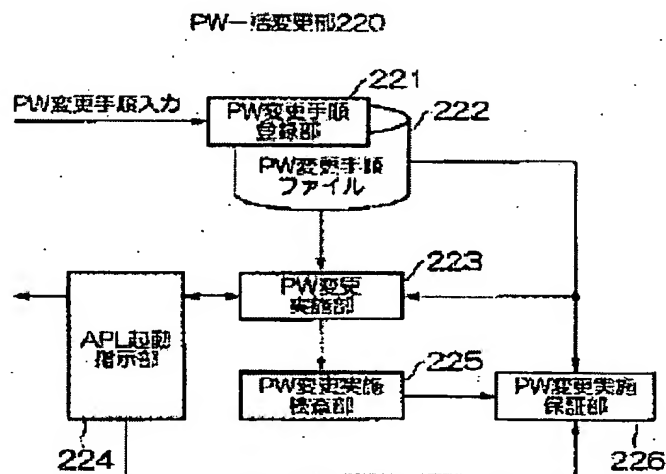 PW一括変更部220
221
PW変更手順入力
PW変更手順
登録部
222
PW変更手順
ファイル
223
PW変更
実施部
APL起動
指示部
225
PW変更実施
検査部
PW変更実施
保証部
224
226